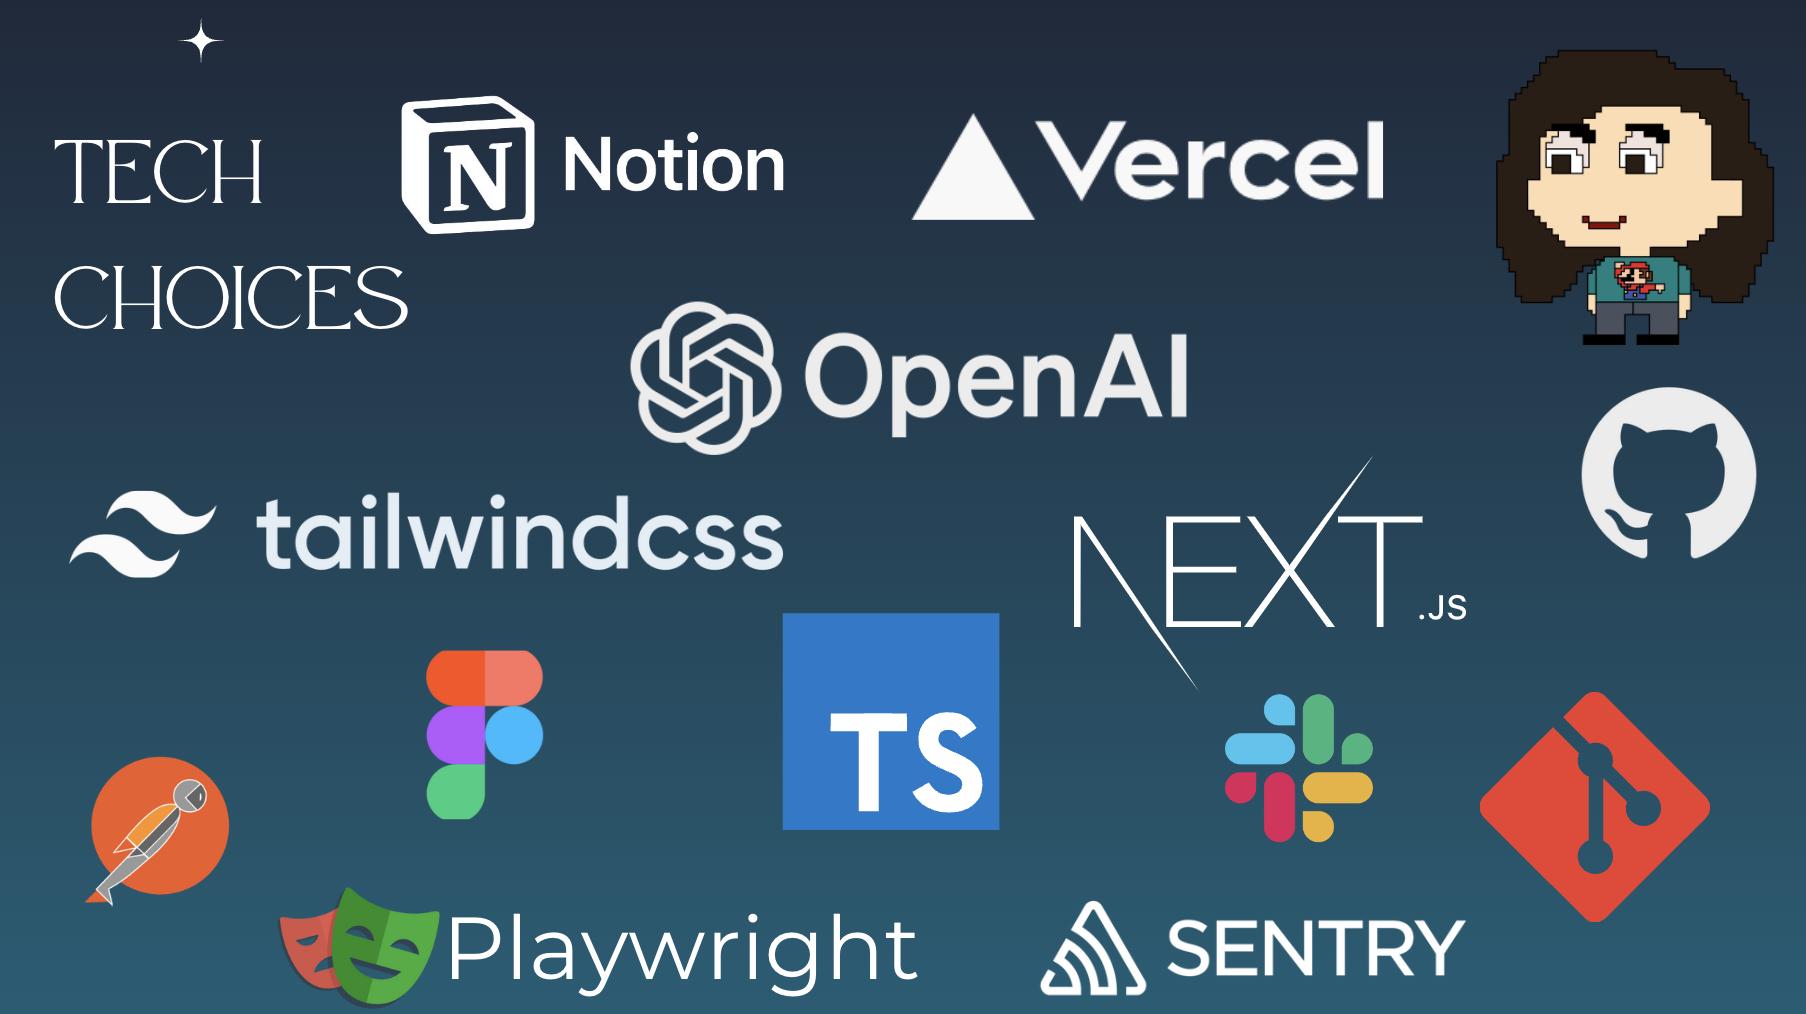 TECH
CHOICES
N Notion
Vercel
OpenAI
tailwindcss
NEXT.JS
TS
Playwright
SENTRY